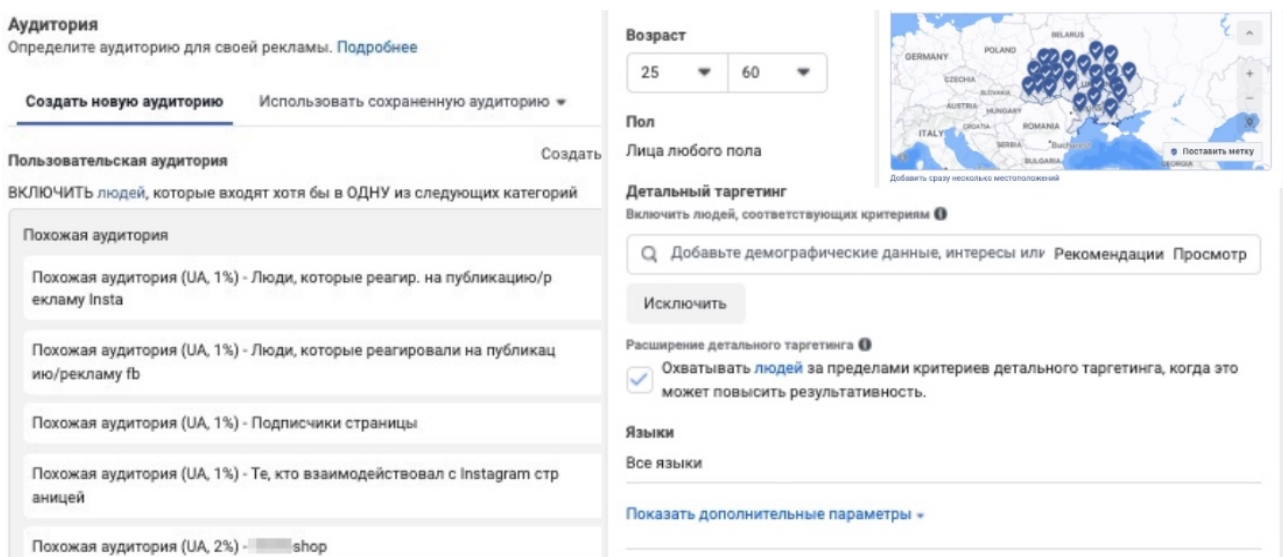 Аудитория
Определите аудиторию для своей рекламы. Подробнее
Создать новую аудиторию
Использовать сохраненную аудиторию
Пользовательская аудитория
Создать
ВКЛЮЧИТЬ людей, которые входят хотя бы в ОДНУ из следующих категорий
Похожая аудитория
Похожая аудитория (UA, 1%) - Люди, которые реагир. на публикацию/р
екламу Insta
Похожая аудитория (UA, 1%) - Люди, которые реагировали на публикац
ию/рекламу fb
Похожая аудитория (UA, 1%) - Подписчики страницы
Похожая аудитория (UA, 1%) - Те, кто взаимодействовал с Instagram стр
аницей
Похожая аудитория (UA, 2%) - shop
Возраст
25
60
Пол
Лица любого пола
BELARUS
POLAND
GERMANY
CZECHIA
SLOVAKIA
AUSTRIA
HUNGARY
ITALY
CROATIA
ROMANIA
SERBIA
BULGARIA
GEORGIA
Поставить метку
Добавить сразу несколько местоположений
Детальный таргетинг
Включить людей, соответствующих критериям
Добавьте демографические данные, интересы или
Рекомендации
Просмотр
Исключить
Расширение детального таргетинга
Охватывать людей за пределами критериев детального таргетинга, когда это
может повысить результативность.
Языки
Все языки
Показать дополнительные параметры